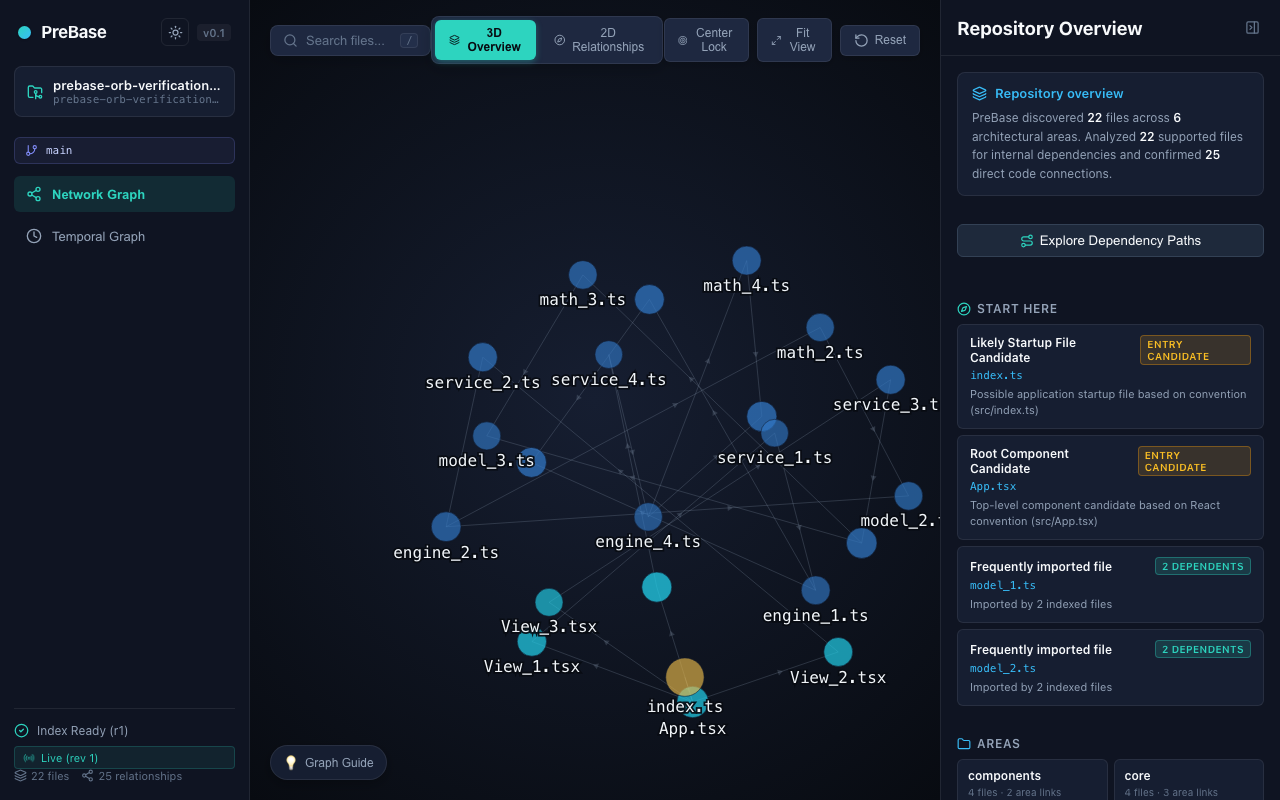 PreBase
v0.1
prebase-orb-verification...
prebase-orb-verification…
main
Network Graph
Temporal Graph
Index Ready (r1)
Live (rev 1)
22 files
25 relationships
Search files...
/
3D
Overview
2D
Relationships
Center
Lock
Fit
View
Reset
math_4.ts
math_3.ts
math_2.ts
service_2.ts
service_4.ts
service_3.t
model_3.ts
service_1.ts
model_2.
engine_4.ts
engine_2.ts
engine_1.ts
View_3.tsx
View_1.tsx
View_2.tsx
index.ts
App.tsx
Graph Guide
Repository Overview
Repository overview
PreBase discovered 22 files across 6
architectural areas. Analyzed 22 supported files
for internal dependencies and confirmed 25
direct code connections.
Explore Dependency Paths
START HERE
Likely Startup File
Candidate
ENTRY
CANDIDATE
index.ts
Possible application startup file based on convention
(src/index.ts)
Root Component
Candidate
ENTRY
CANDIDATE
App.tsx
Top-level component candidate based on React
convention (src/App.tsx)
Frequently imported file
2 DEPENDENTS
model_1.ts
Imported by 2 indexed files
Frequently imported file
2 DEPENDENTS
model_2.ts
Imported by 2 indexed files
AREAS
components
4 files · 2 area links
core
4 files · 3 area links